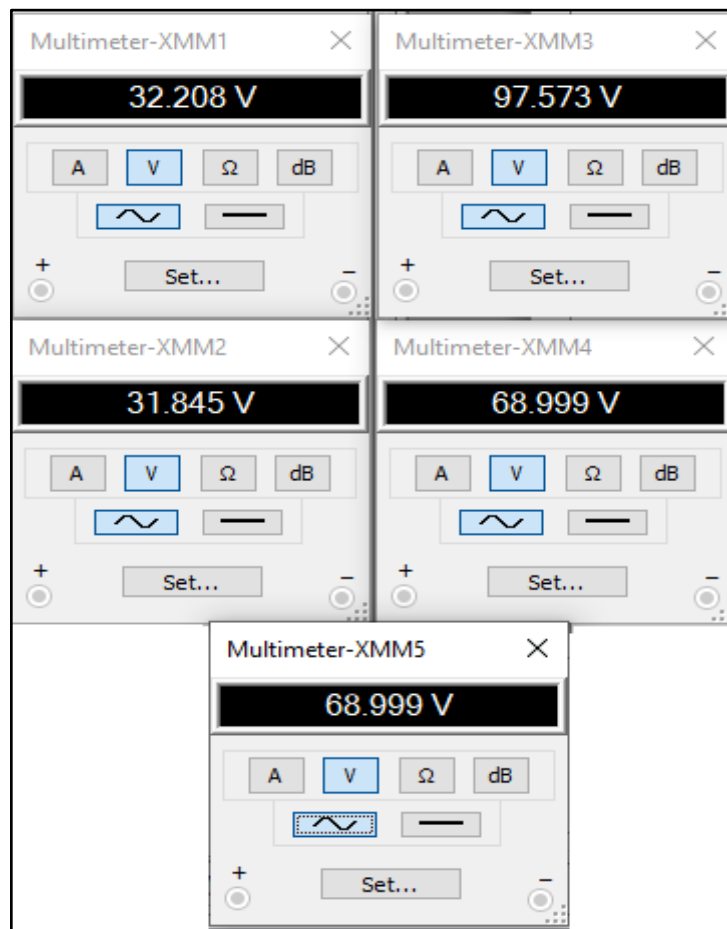 Multimeter-XMM1
32.208 V
A V Ω dB
+ Set... −
Multimeter-XMM3
97.573 V
A V Ω dB
+ Set... −
Multimeter-XMM2
31.845 V
A V Ω dB
+ Set... −
Multimeter-XMM4
68.999 V
A V Ω dB
+ Set... −
Multimeter-XMM5
68.999 V
A V Ω dB
+ Set... −